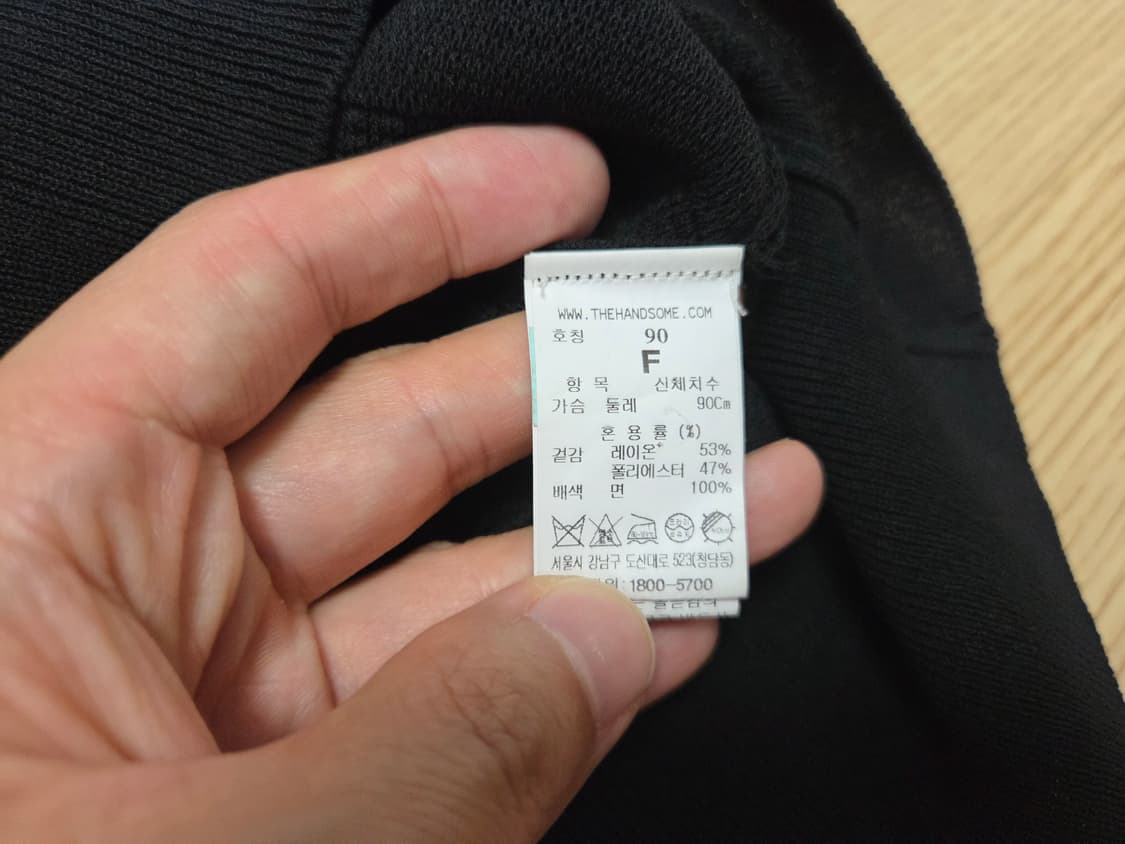 WWW.THEHANDSOME.COM
호칭 90
F
항 목 신체치수
가슴 둘레 90Cm
혼 용 률 (%)
겉감 레이온* 53%
폴리에스터 47%
배색 면 100%
서울시 강남구 도산대로 523(청담동)
: 1800-5700